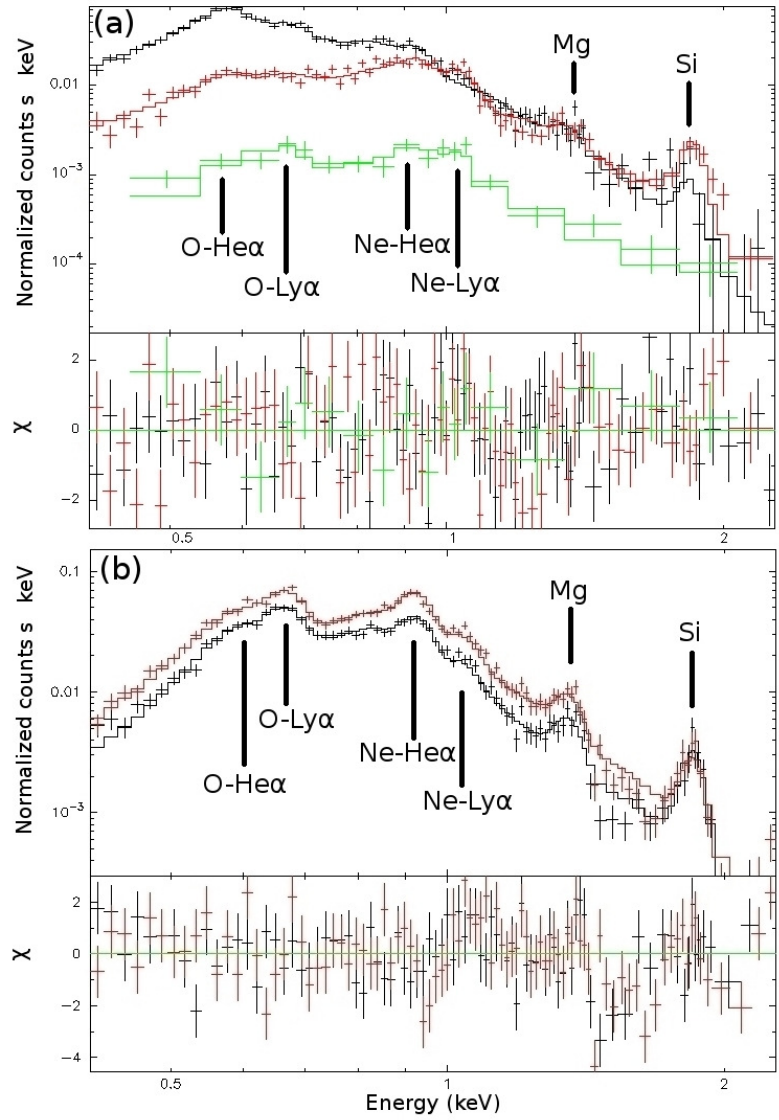 (a)
Normalized counts s keV
0.01
10⁻³
10⁻⁴
Mg
Si
O-Heα
O-Lyα
Ne-Heα
Ne-Lyα
χ
2
0
−2
0.5
1
2
(b)
Normalized counts s keV
0.1
0.01
10⁻³
Mg
Si
O-Lyα
O-Heα
Ne-Heα
Ne-Lyα
χ
2
0
−2
−4
0.5
1
2
Energy (keV)